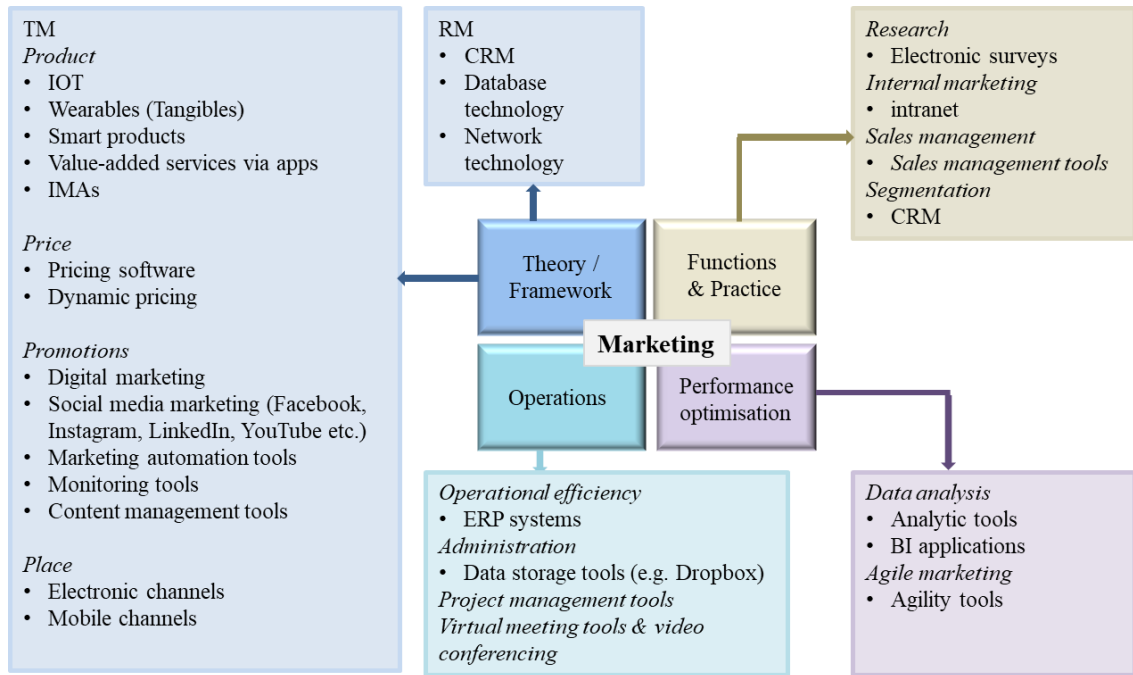 TM
Product
• IOT
• Wearables (Tangibles)
• Smart products
• Value-added services via apps
• IMAs
Price
• Pricing software
• Dynamic pricing
Promotions
• Digital marketing
• Social media marketing (Facebook,
Instagram, LinkedIn, YouTube etc.)
• Marketing automation tools
• Monitoring tools
• Content management tools
Place
• Electronic channels
• Mobile channels
RM
• CRM
• Database
technology
• Network
technology
Research
• Electronic surveys
Internal marketing
• intranet
Sales management
• Sales management tools
Segmentation
• CRM
Theory /
Framework
Functions
& Practice
Marketing
Operations
Performance
optimisation
Operational efficiency
• ERP systems
Administration
• Data storage tools (e.g. Dropbox)
Project management tools
Virtual meeting tools & video
conferencing
Data analysis
• Analytic tools
• BI applications
Agile marketing
• Agility tools